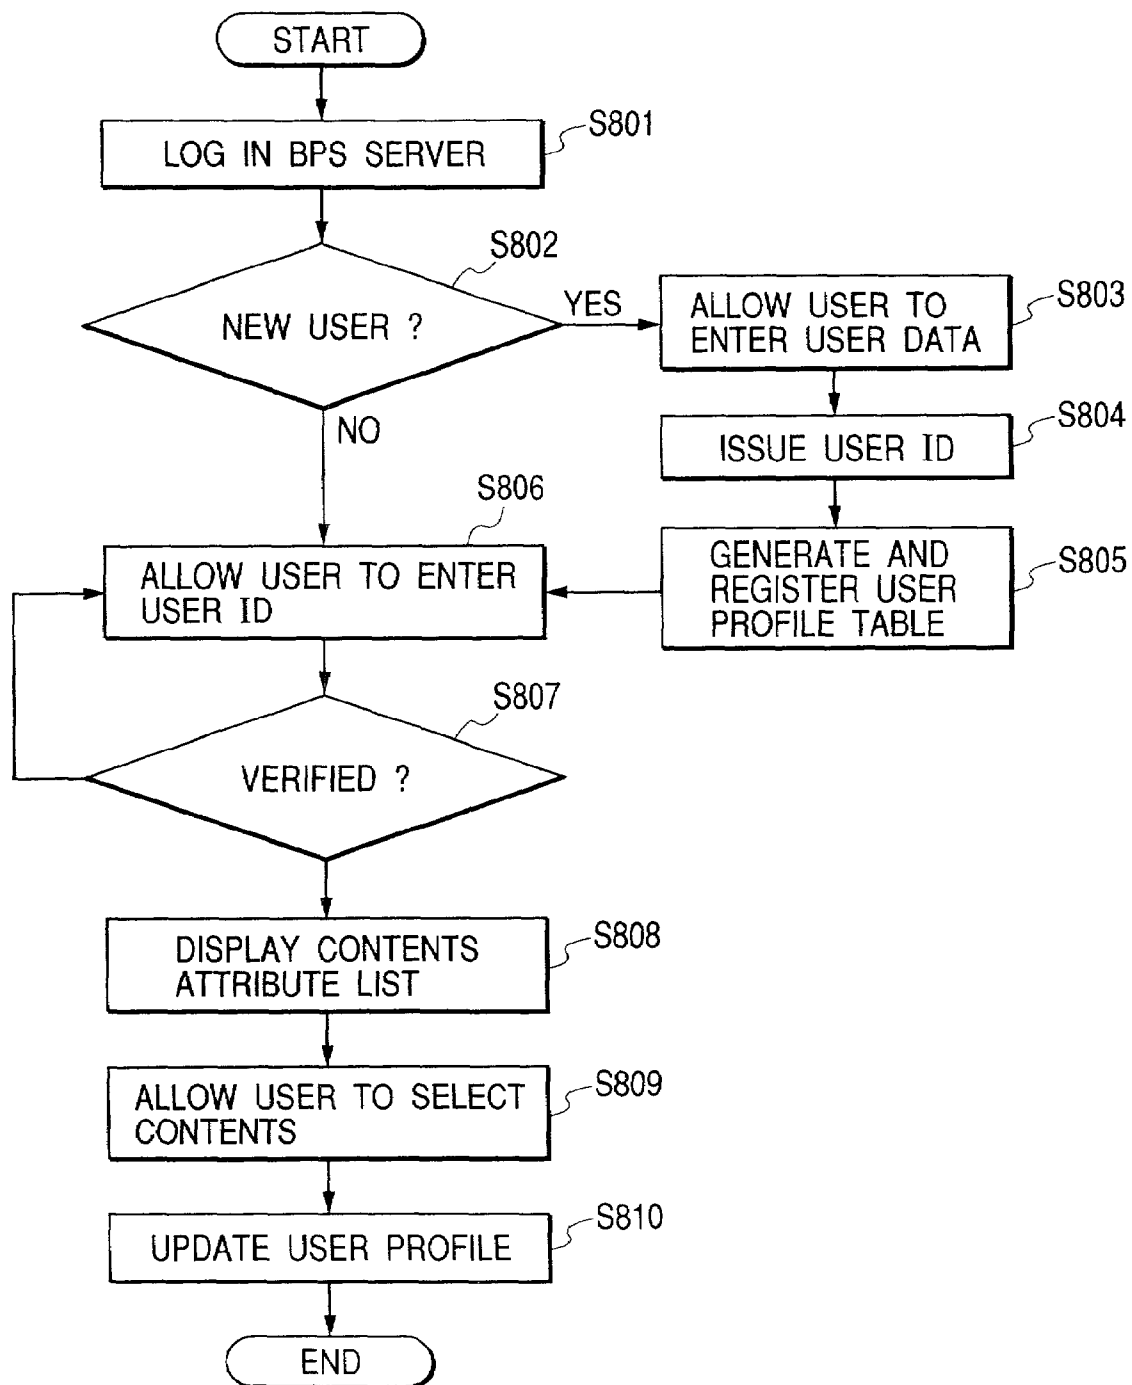 START
LOG IN BPS SERVER
S801
NEW USER ?
S802
YES
NO
ALLOW USER TO
ENTER USER DATA
S803
ISSUE USER ID
S804
GENERATE AND
REGISTER USER
PROFILE TABLE
S805
ALLOW USER TO ENTER
USER ID
S806
VERIFIED ?
S807
DISPLAY CONTENTS
ATTRIBUTE LIST
S808
ALLOW USER TO SELECT
CONTENTS
S809
UPDATE USER PROFILE
S810
END